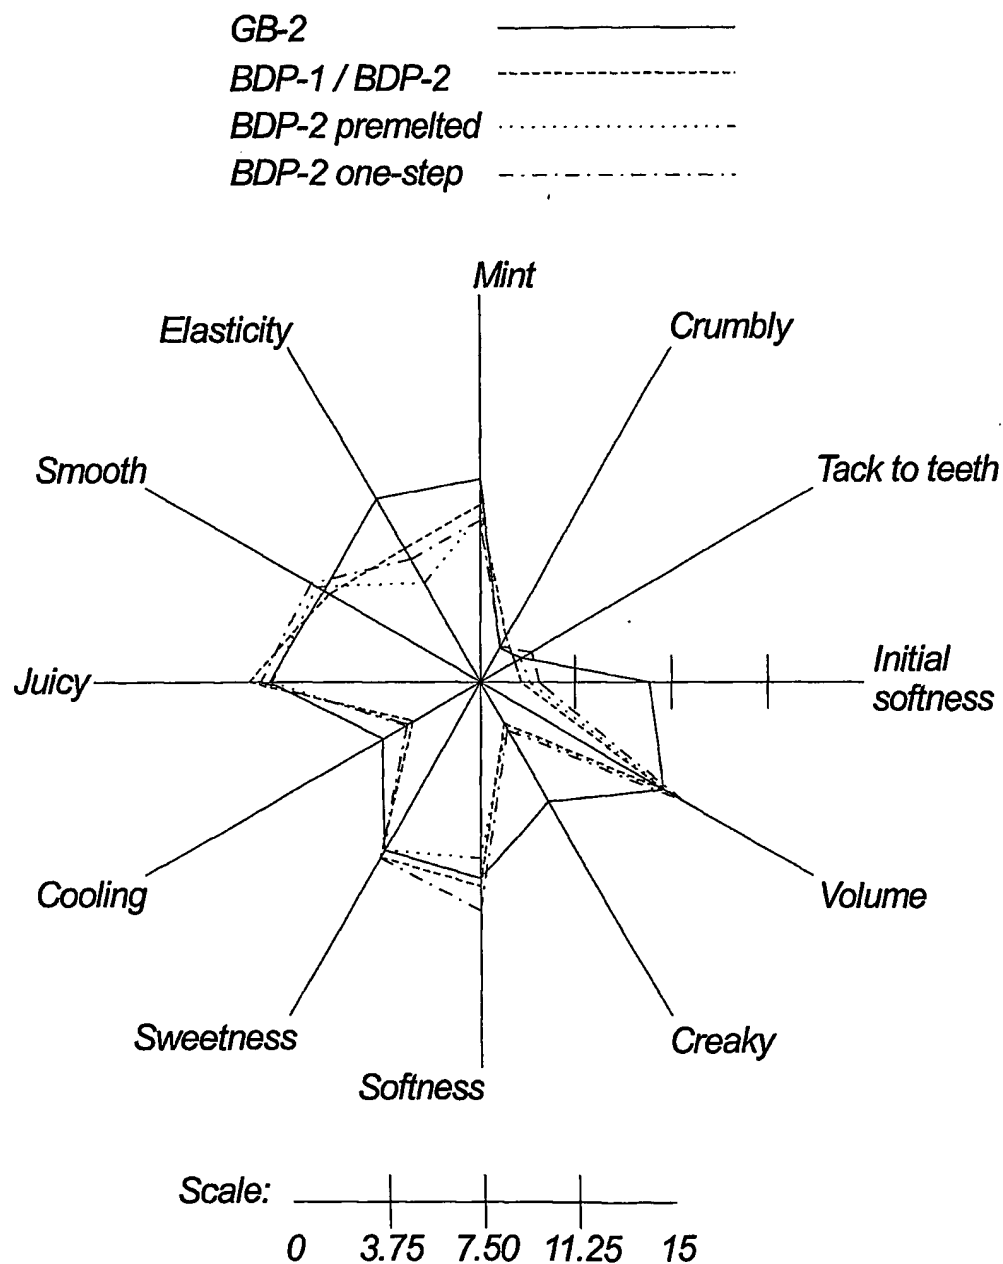 GB-2
BDP-1 / BDP-2
BDP-2 premelted
BDP-2 one-step
Mint
Elasticity
Crumbly
Smooth
Tack to teeth
Juicy
Initial
softness
Cooling
Volume
Sweetness
Creaky
Softness
Scale:
0 3.75 7.50 11.25 15